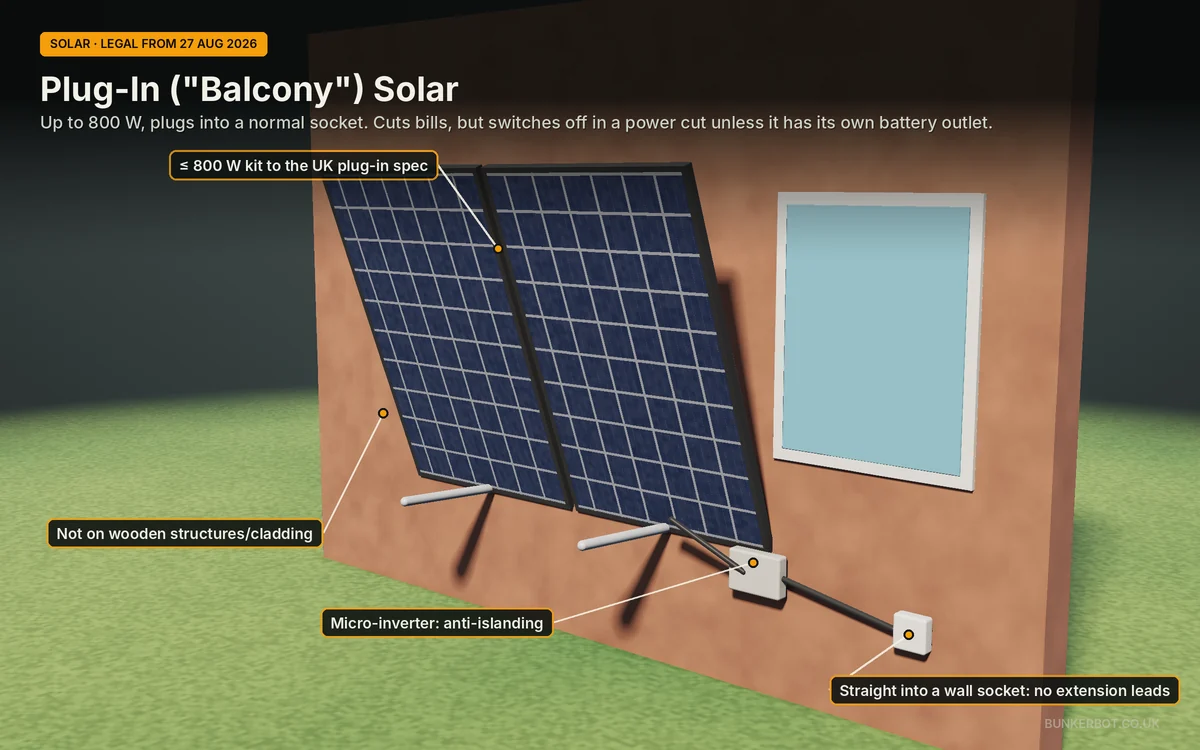 SOLAR · LEGAL FROM 27 AUG 2026
Plug-In ("Balcony") Solar
Up to 800 W, plugs into a normal socket. Cuts bills, but switches off in a power cut unless it has its own battery outlet.
≤ 800 W kit to the UK plug-in spec
Not on wooden structures/cladding
Micro-inverter: anti-islanding
Straight into a wall socket: no extension leads
BUNKERBOT.CO.UK